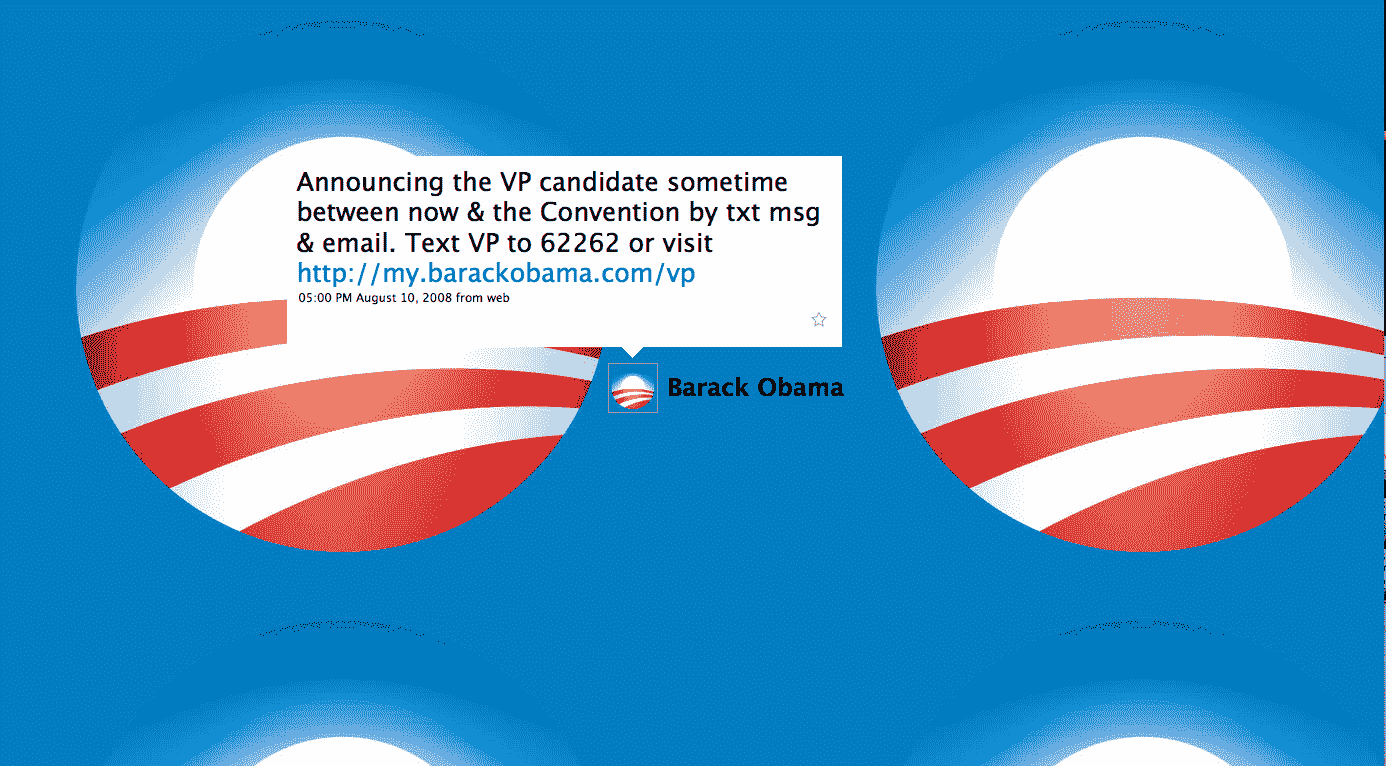 Announcing the VP candidate sometime
between now & the Convention by txt msg
& email. Text VP to 62262 or visit
http://my.barackobama.com/vp
05:00 PM August 10, 2008 from web
Barack Obama